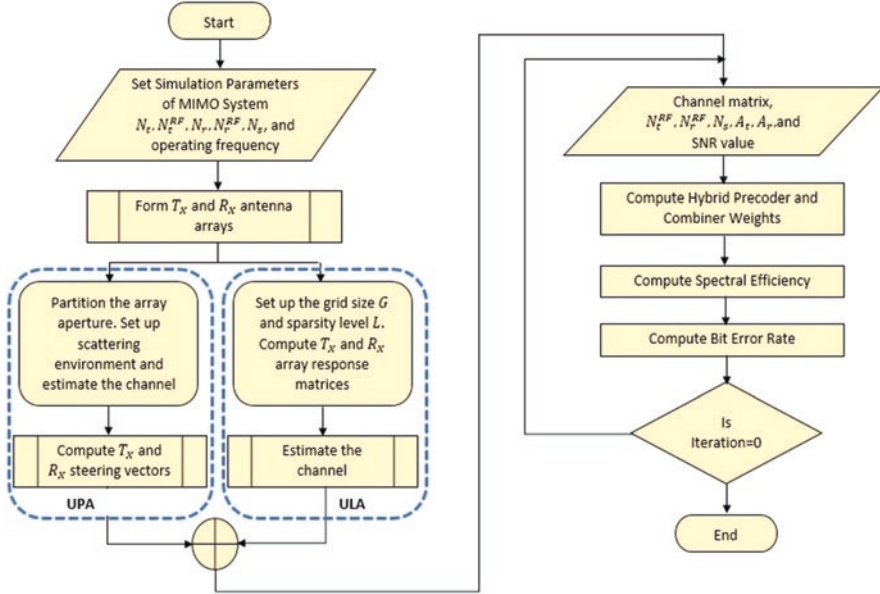 Start
Set Simulation Parameters
of MIMO System
N_t, N_t^{RF}, N_r, N_r^{RF}, N_s, and
operating frequency
Form T_X and R_X antenna
arrays
Partition the array
aperture. Set up
scattering
environment and
estimate the channel
Compute T_X and
R_X steering vectors
UPA
Set up the grid size G
and sparsity level L.
Compute T_X and R_X
array response
matrices
Estimate the
channel
ULA
Channel matrix,
N_t^{RF}, N_r^{RF}, N_s, A_t, A_r, and
SNR value
Compute Hybrid Precoder and
Combiner Weights
Compute Spectral Efficiency
Compute Bit Error Rate
Is
Iteration=0
End